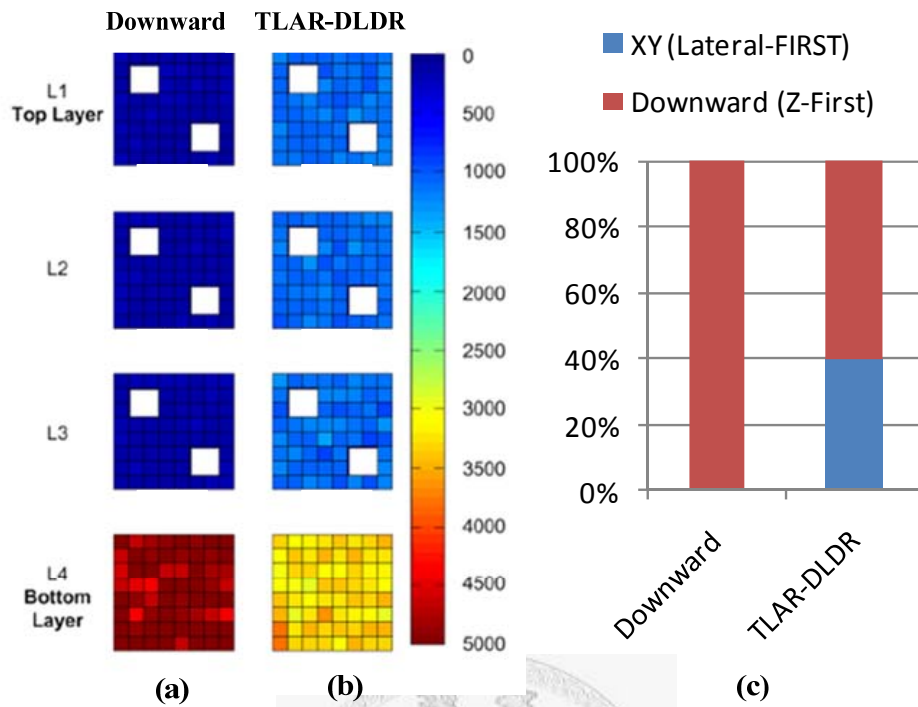 Downward TLAR-DLDR
L1
Top Layer
L2
L3
L4
Bottom
Layer
0
500
1000
1500
2000
2500
3000
3500
4000
4500
5000
(a)
(b)
XY (Lateral-FIRST)
Downward (Z-First)
100%
80%
60%
40%
20%
0%
Downward
TLAR-DLDR
(c)